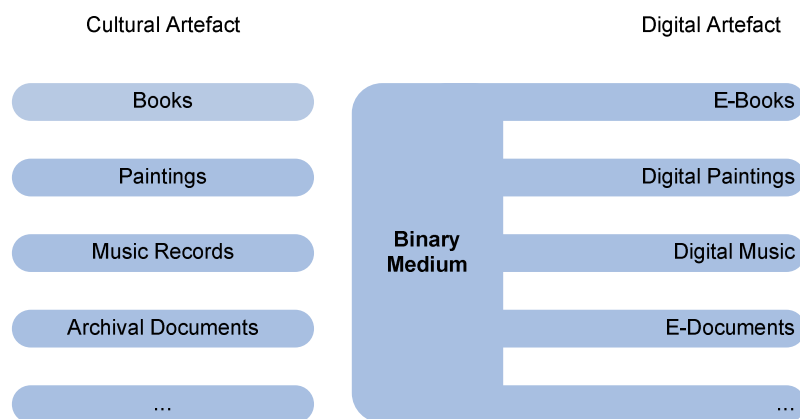 Cultural Artefact
Digital Artefact
Books
E-Books
Paintings
Digital Paintings
Binary
Medium
Music Records
Digital Music
Archival Documents
E-Documents
...
...